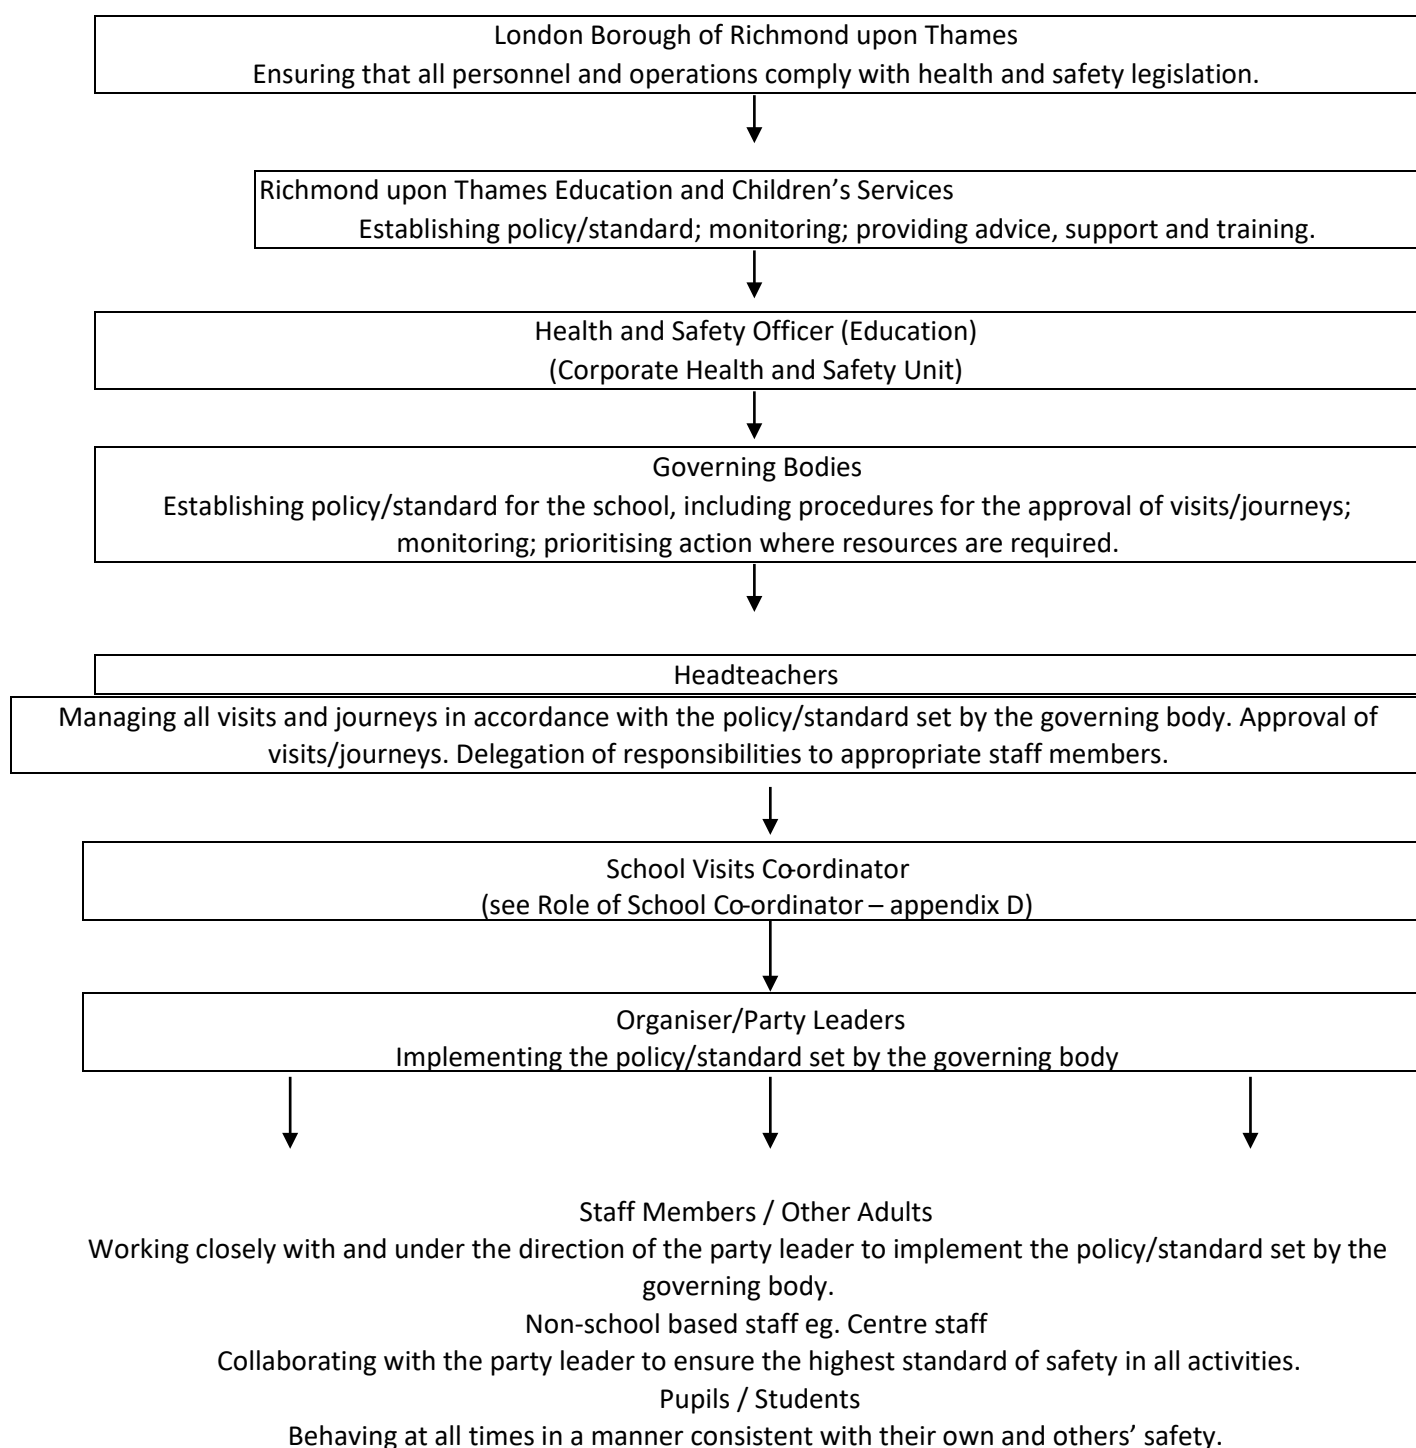 London Borough of Richmond upon Thames
Ensuring that all personnel and operations comply with health and safety legislation.
Richmond upon Thames Education and Children’s Services
Establishing policy/standard; monitoring; providing advice, support and training.
Health and Safety Officer (Education)
(Corporate Health and Safety Unit)
Governing Bodies
Establishing policy/standard for the school, including procedures for the approval of visits/journeys;
monitoring; prioritising action where resources are required.
Headteachers
Managing all visits and journeys in accordance with the policy/standard set by the governing body. Approval of
visits/journeys. Delegation of responsibilities to appropriate staff members.
School Visits Co-ordinator
(see Role of School Co-ordinator – appendix D)
Organiser/Party Leaders
Implementing the policy/standard set by the governing body
Staff Members / Other Adults
Working closely with and under the direction of the party leader to implement the policy/standard set by the
governing body.
Non-school based staff eg. Centre staff
Collaborating with the party leader to ensure the highest standard of safety in all activities.
Pupils / Students
Behaving at all times in a manner consistent with their own and others’ safety.